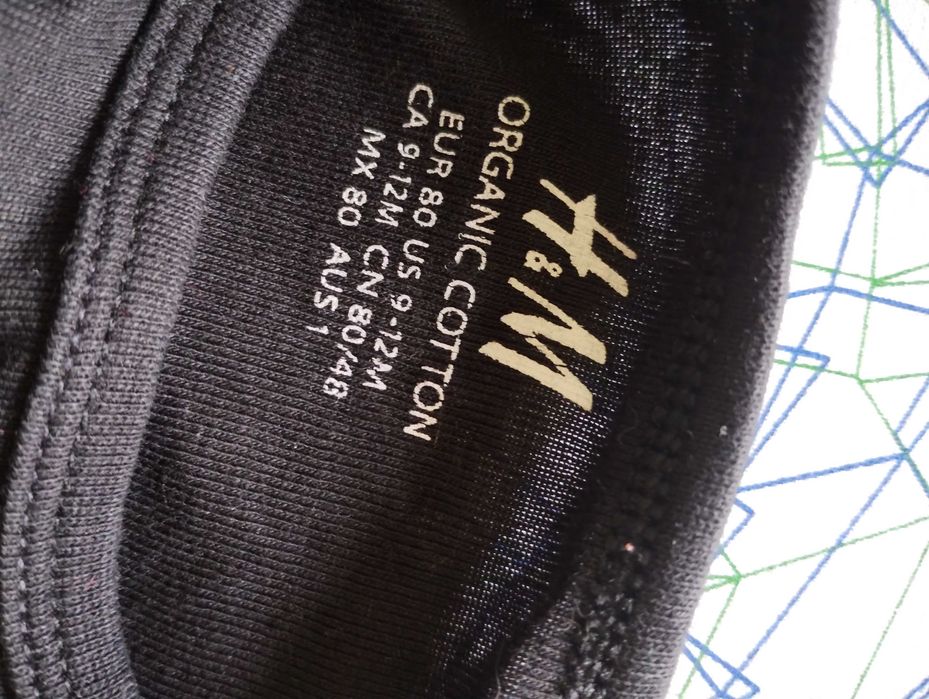 H&M
ORGANIC COTTON
EUR 80 US 9-12M
CA 9-12M CN 80/48
MX 80 AUS 1